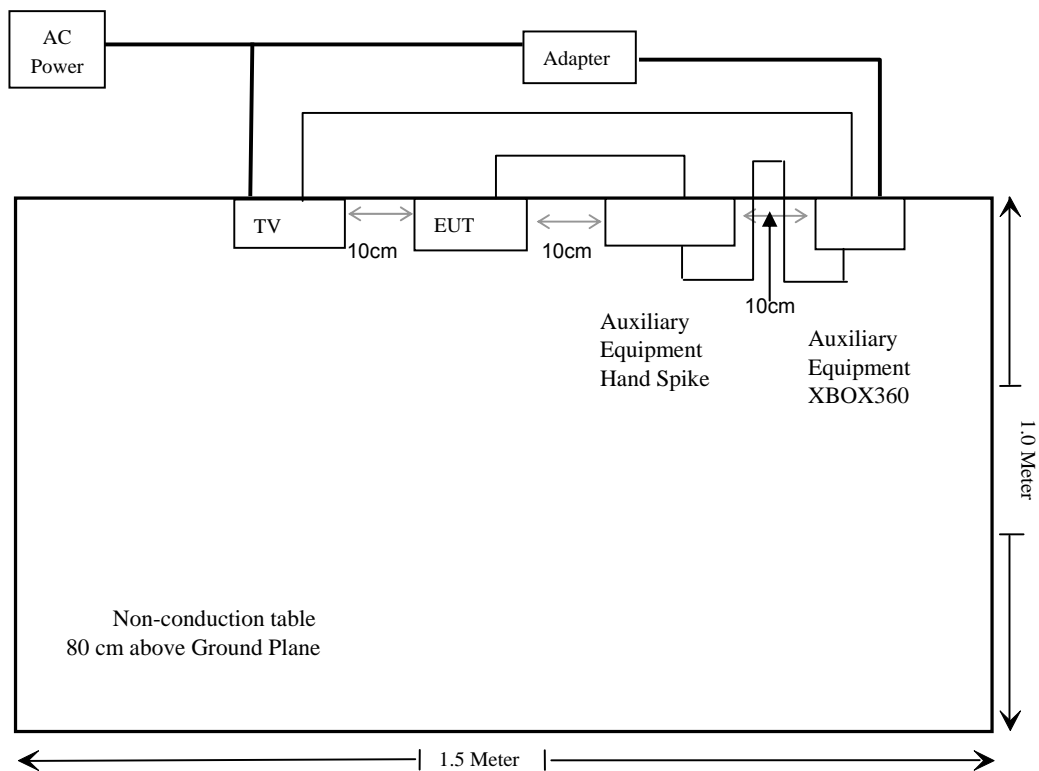 AC
Power
Adapter
TV
EUT
10cm
10cm
10cm
Auxiliary
Equipment
Hand Spike
Auxiliary
Equipment
XBOX360
1.0 Meter
Non-conduction table
80 cm above Ground Plane
1.5 Meter